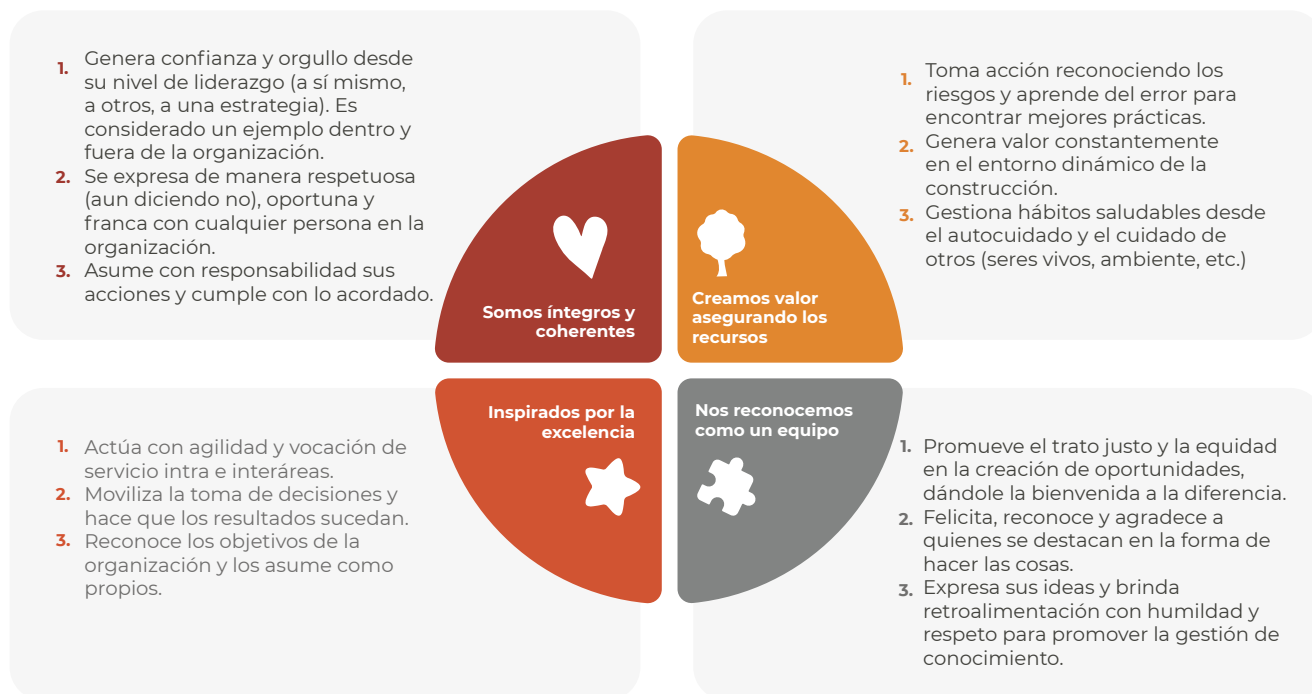 1. Genera confianza y orgullo desde
su nivel de liderazgo (a sí mismo,
a otros, a una estrategia). Es
considerado un ejemplo dentro y
fuera de la organización.
2. Se expresa de manera respetuosa
(aun diciendo no), oportuna y
franca con cualquier persona en la
organización.
3. Asume con responsabilidad sus
acciones y cumple con lo acordado.
Somos íntegros y
coherentes
1. Toma acción reconociendo los
riesgos y aprende del error para
encontrar mejores prácticas.
2. Genera valor constantemente
en el entorno dinámico de la
construcción.
3. Gestiona hábitos saludables desde
el autocuidado y el cuidado de
otros (seres vivos, ambiente, etc.)
Creamos valor
asegurando los
recursos
1. Actúa con agilidad y vocación de
servicio intra e interáreas.
2. Moviliza la toma de decisiones y
hace que los resultados sucedan.
3. Reconoce los objetivos de la
organización y los asume como
propios.
Inspirados por la
excelencia
Nos reconocemos
como un equipo
1. Promueve el trato justo y la equidad
en la creación de oportunidades,
dándole la bienvenida a la diferencia.
2. Felicita, reconoce y agradece a
quienes se destacan en la forma de
hacer las cosas.
3. Expresa sus ideas y brinda
retroalimentación con humildad y
respeto para promover la gestión de
conocimiento.